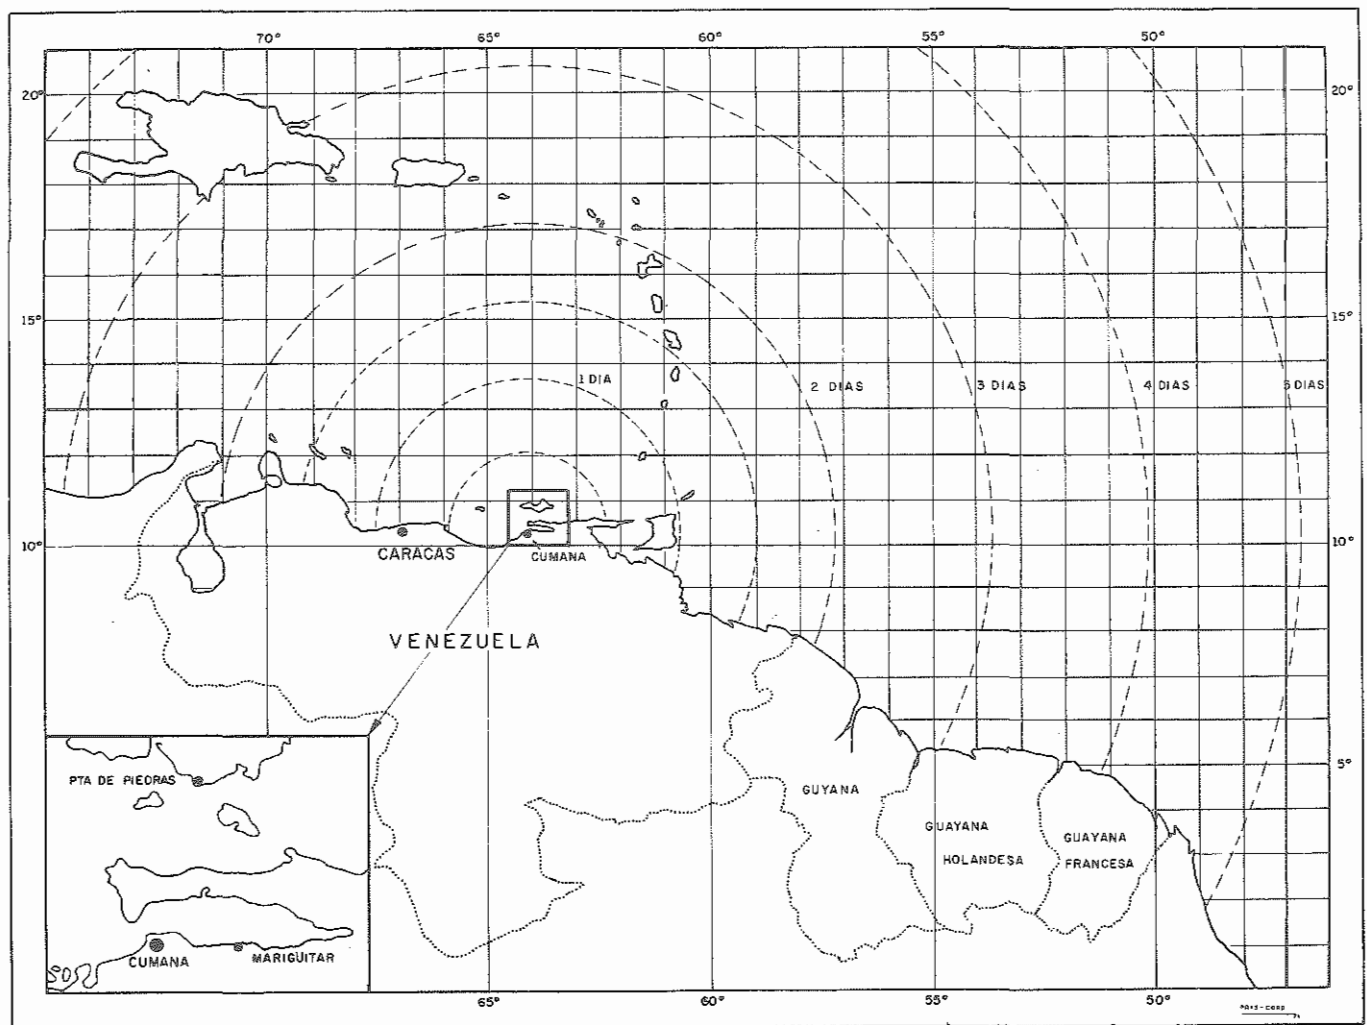 70°
65°
60°
55°
50°
20°
20°
15°
15°
1 DIA
2 DIAS
3 DIAS
4 DIAS
5 DIAS
10°
10°
CARACAS
CUMANA
VENEZUELA
5°
PTA DE PIEDRAS
CUMANA
MARIGÜITAR
GUYANA
GUAYANA
HOLANDESA
GUAYANA
FRANCESA
65°
60°
55°
50°